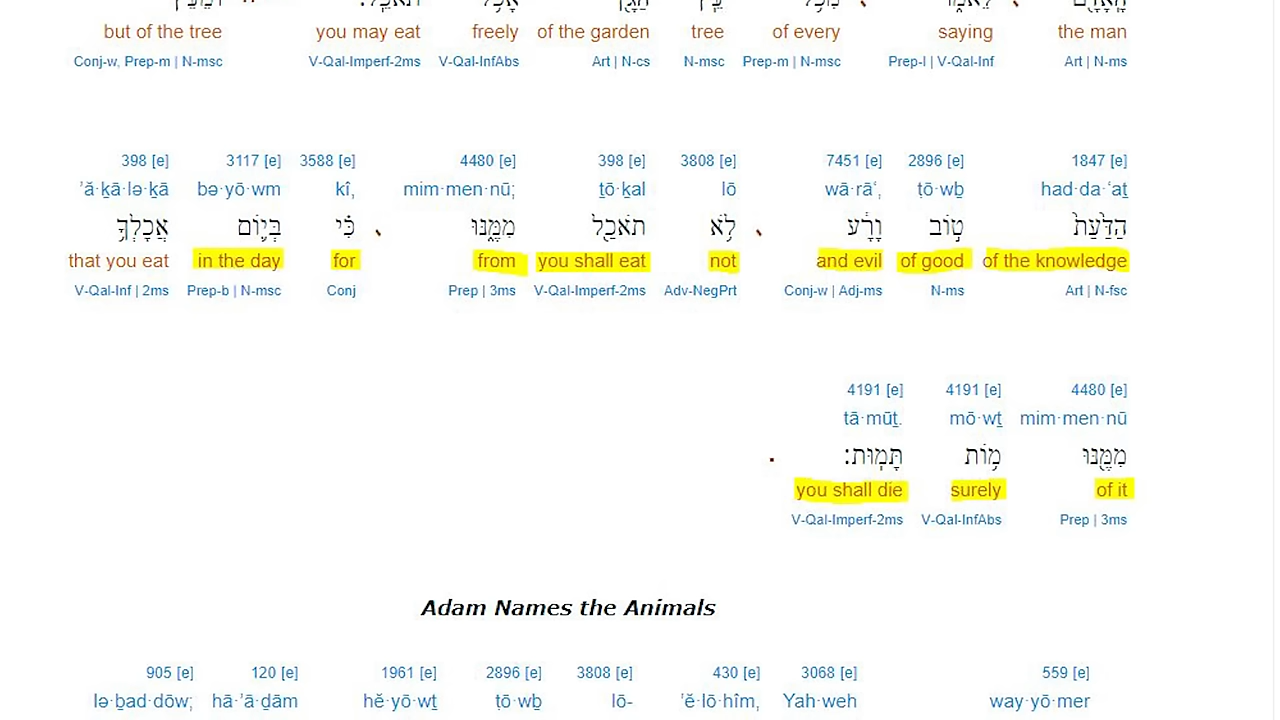 but of the tree you may eat freely of the garden tree of every saying the man
Conj-w, Prep-m | N-msc V-Qal-Imperf-2ms V-Qal-InfAbs Art | N-cs N-msc Prep-m | N-msc Prep-l | V-Qal-Inf Art | N-ms
398 [e] 3117 [e] 3588 [e] 4480 [e] 398 [e] 3808 [e] 7451 [e] 2896 [e] 1847 [e]
’ă·ḵā·lə·ḵā bə·yō·wm kî, mim·men·nū; ṯō·ḵal lō wā·rā‘, ṭō·wḇ had·da·‘aṯ
הַדַּ֙עַת֙ ט֣וֹב וָרָ֔ע לֹ֥א תֹאכַ֖ל מִמֶּ֑נּוּ כִּ֗י בְּי֛וֹם אֲכָלְךָ֥
that you eat in the day for from you shall eat not and evil of good of the knowledge
V-Qal-Inf | 2ms Prep-b | N-msc Conj Prep | 3ms V-Qal-Imperf-2ms Adv-NegPrt Conj-w | Adj-ms N-ms Art | N-fsc
4191 [e] 4191 [e] 4480 [e]
tā·mūṯ. mō·wṯ mim·men·nū
מִמֶּ֖נּוּ מ֥וֹת תָּמֽוּת׃
you shall die surely of it
V-Qal-Imperf-2ms V-Qal-InfAbs Prep | 3ms
Adam Names the Animals
905 [e] 120 [e] 1961 [e] 2896 [e] 3808 [e] 430 [e] 3068 [e] 559 [e]
lə·ḇad·dōw; hā·’ā·ḏām hĕ·yō·wṯ ṭō·wḇ lō- ’ĕ·lō·hîm, Yah·weh way·yō·mer